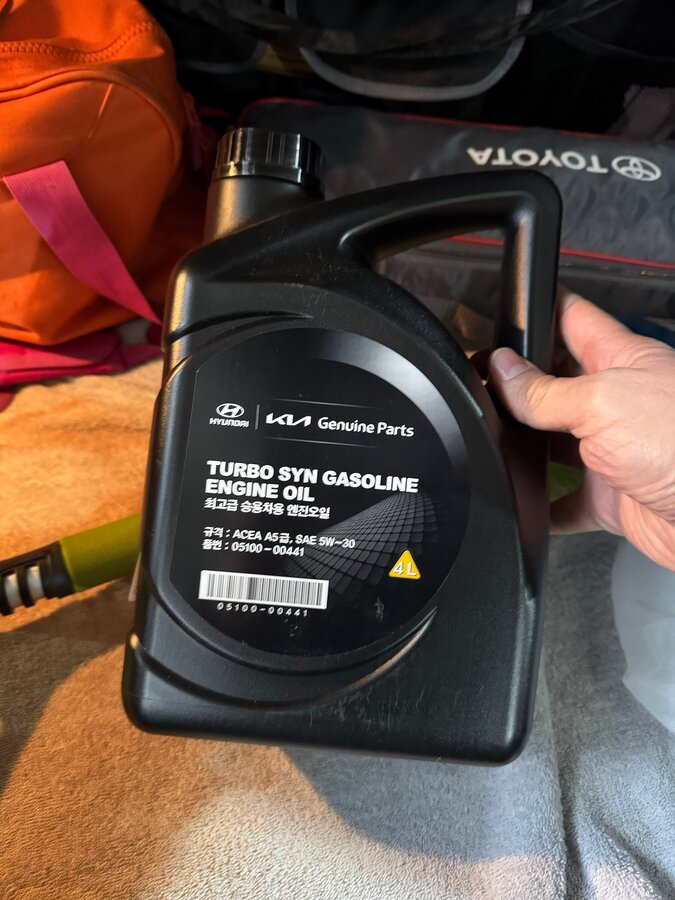 TOYOTA
HYUNDAI KIA Genuine Parts
TURBO SYN GASOLINE
ENGINE OIL
최고급 승용차용 엔진오일
규격 : ACEA A5급, SAE 5W-30
품번 : 05100-00441
4L
05100-00441